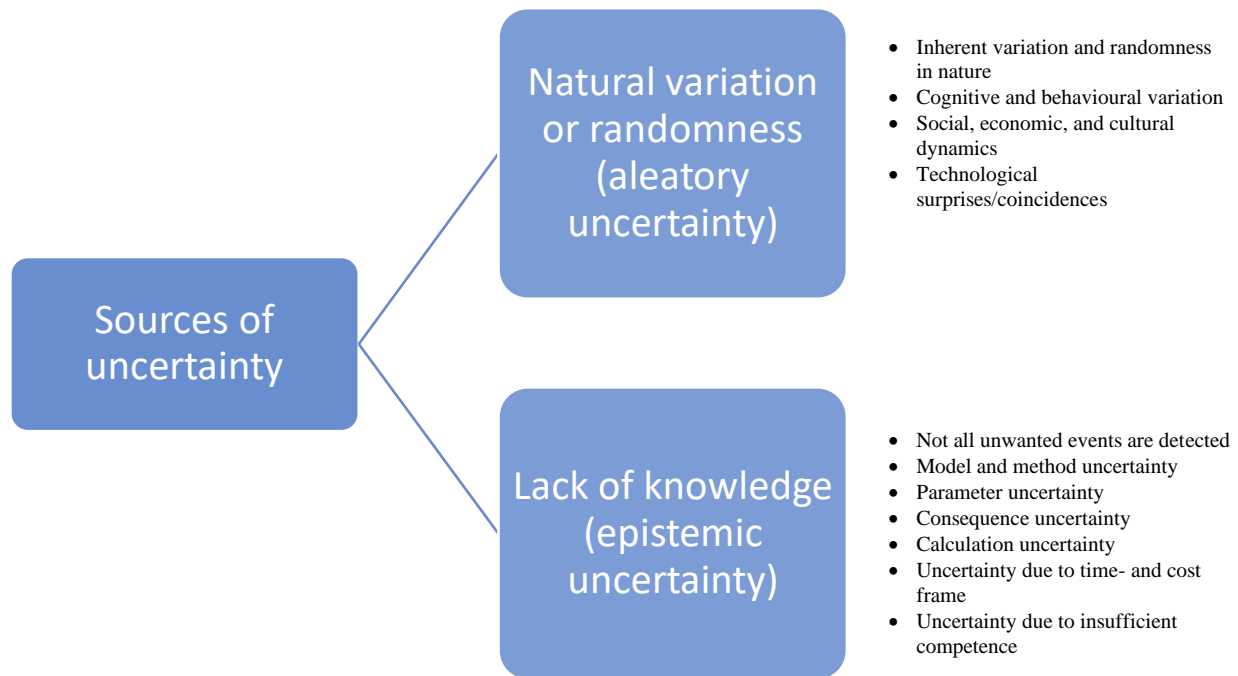 Sources of
uncertainty
Natural variation
or randomness
(aleatory
uncertainty)
• Inherent variation and randomness
in nature
• Cognitive and behavioural variation
• Social, economic, and cultural
dynamics
• Technological
surprises/coincidences
Lack of knowledge
(epistemic
uncertainty)
• Not all unwanted events are detected
• Model and method uncertainty
• Parameter uncertainty
• Consequence uncertainty
• Calculation uncertainty
• Uncertainty due to time- and cost
frame
• Uncertainty due to insufficient
competence